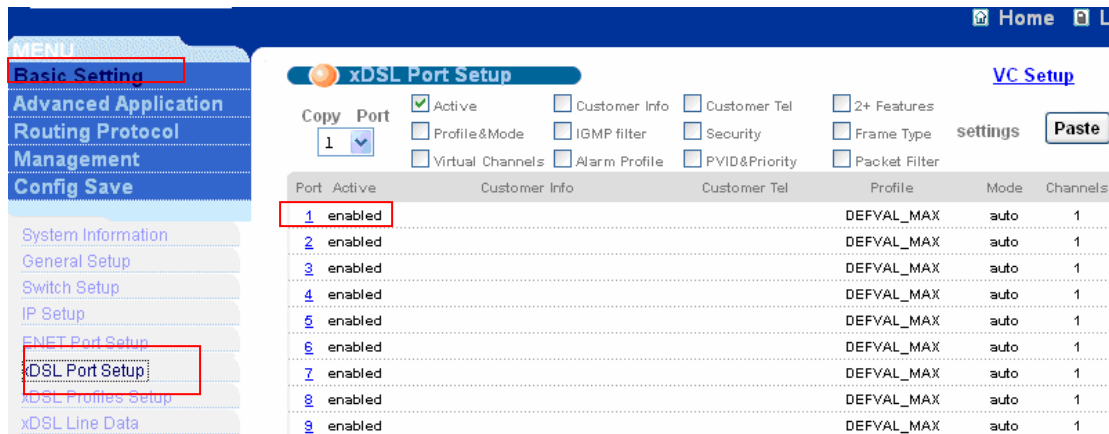 Home L
MENU
Basic Setting
Advanced Application
Routing Protocol
Management
Config Save
System Information
General Setup
Switch Setup
IP Setup
ENET Port Setup
xDSL Port Setup
xDSL Profiles Setup
xDSL Line Data
xDSL Port Setup VC Setup
Copy Port 1
Active Customer Info Customer Tel 2+ Features
Profile&Mode IGMP filter Security Frame Type
Virtual Channels Alarm Profile PVID&Priority Packet Filter
settings Paste
Port Active Customer Info Customer Tel Profile Mode Channels
1 enabled DEFVAL_MAX auto 1
2 enabled DEFVAL_MAX auto 1
3 enabled DEFVAL_MAX auto 1
4 enabled DEFVAL_MAX auto 1
5 enabled DEFVAL_MAX auto 1
6 enabled DEFVAL_MAX auto 1
7 enabled DEFVAL_MAX auto 1
8 enabled DEFVAL_MAX auto 1
9 enabled DEFVAL_MAX auto 1